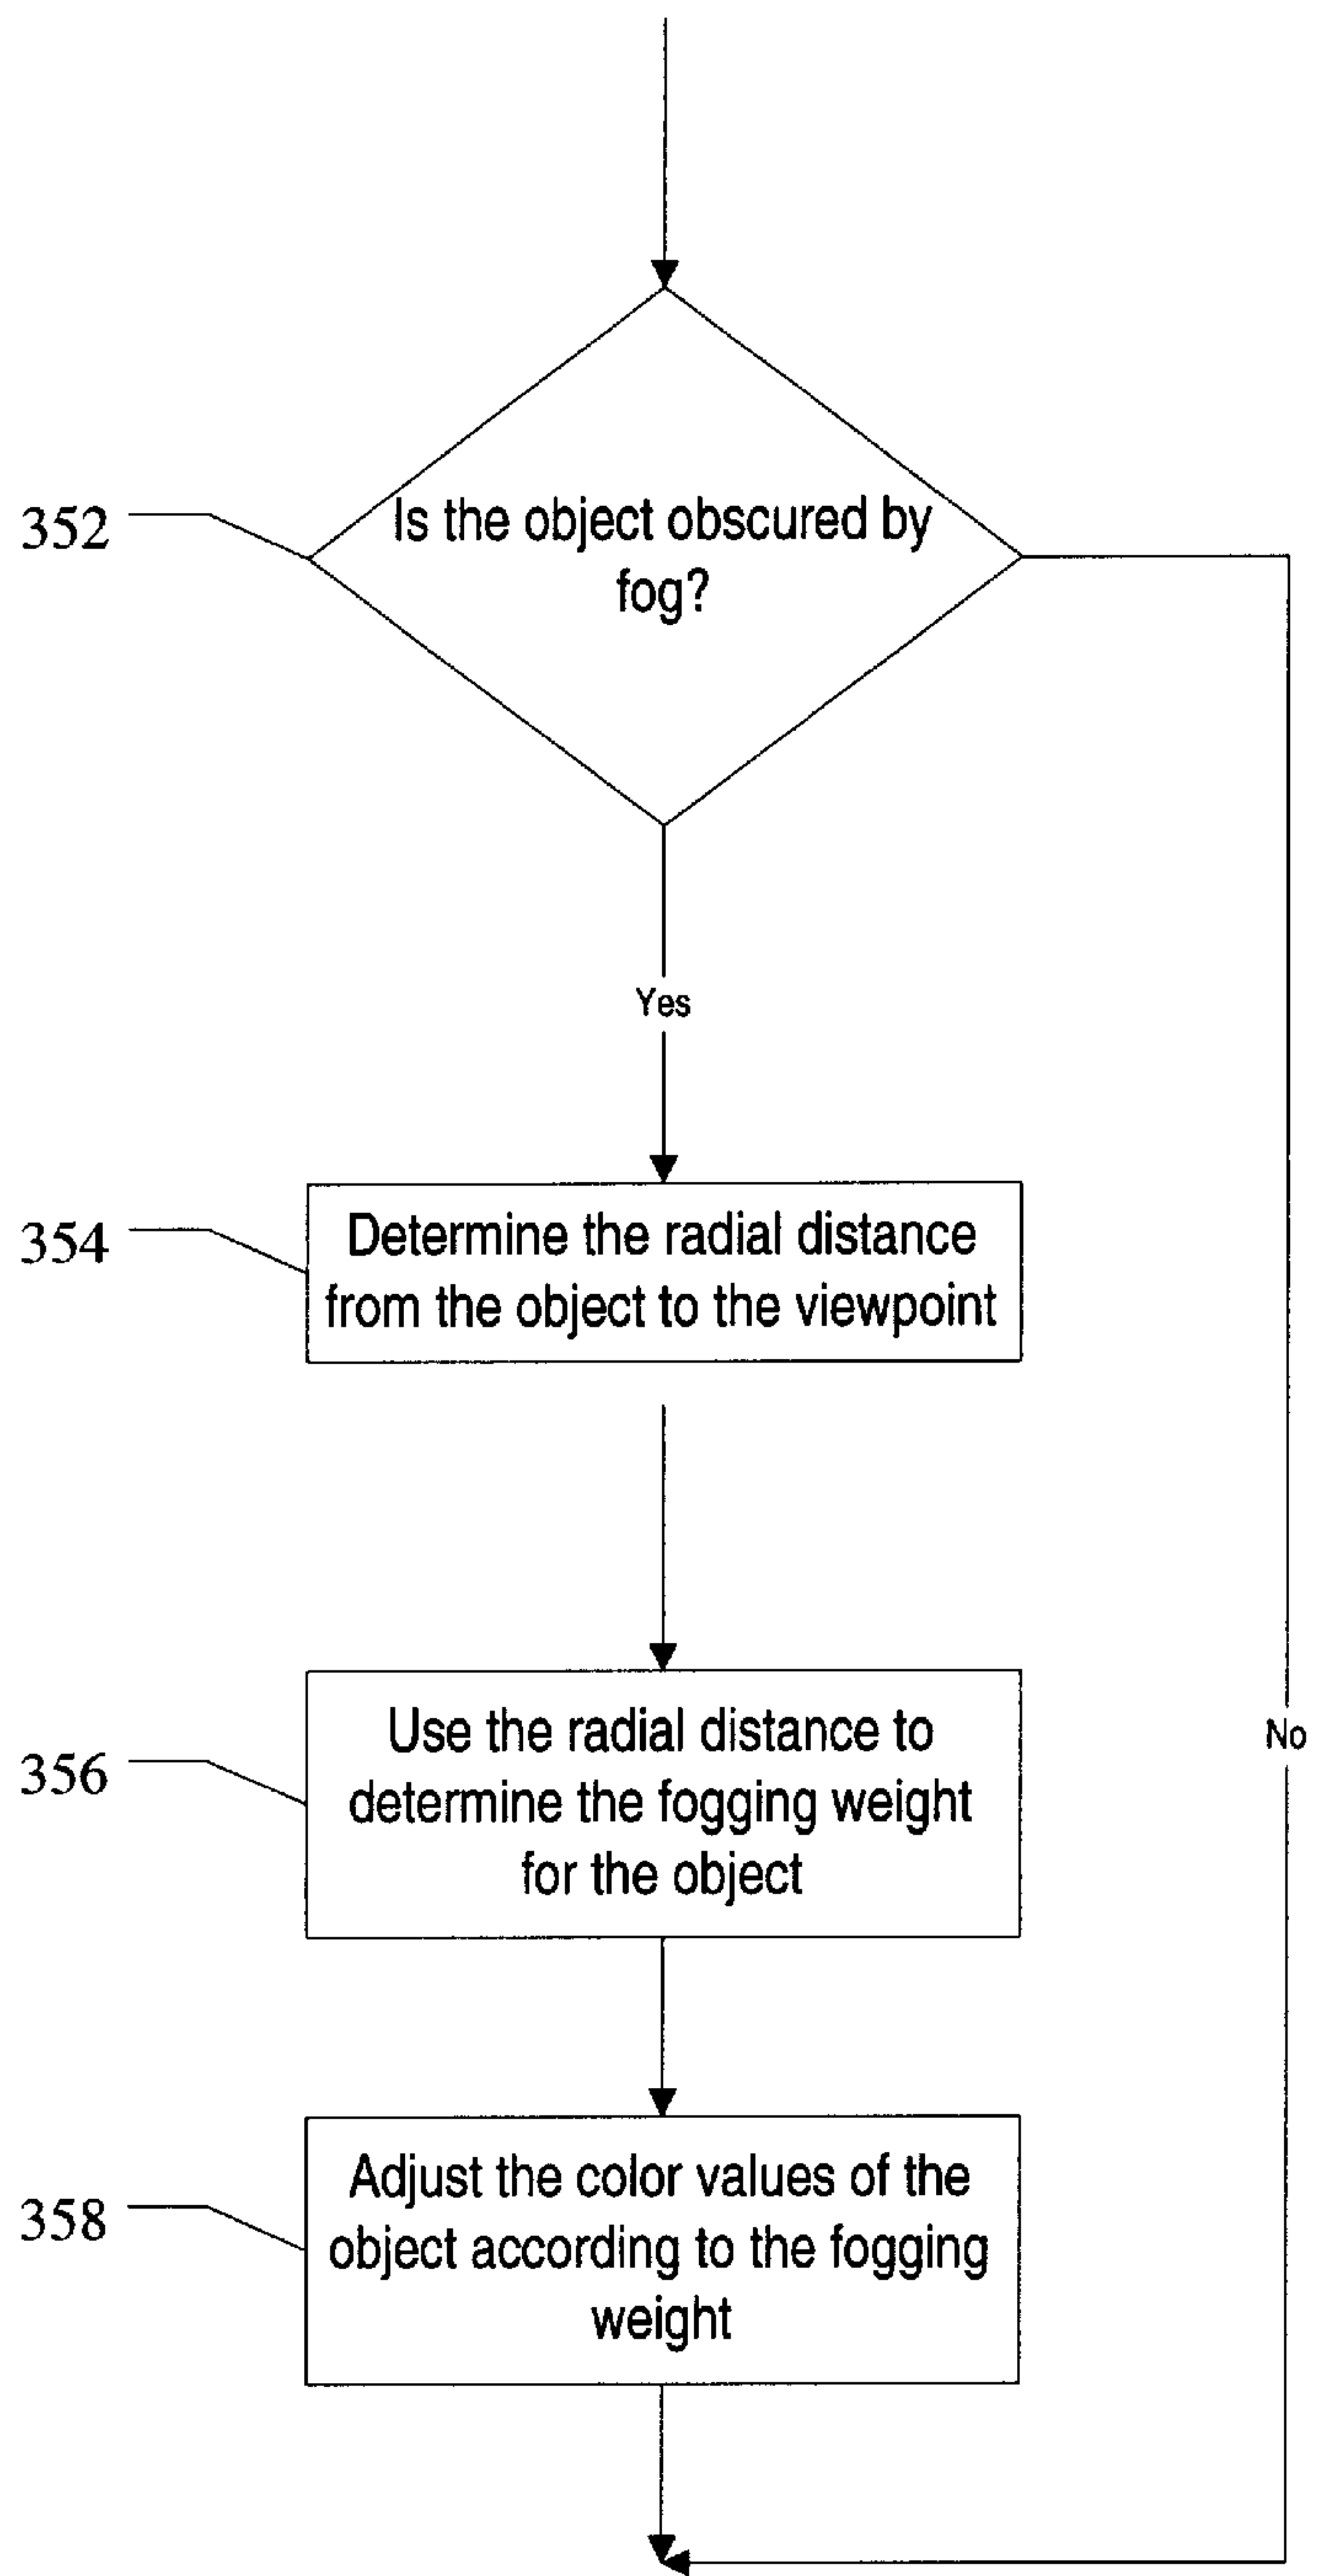 352
Is the object obscured by
fog?
Yes
354
Determine the radial distance
from the object to the viewpoint
356
Use the radial distance to
determine the fogging weight
for the object
No
358
Adjust the color values of the
object according to the fogging
weight